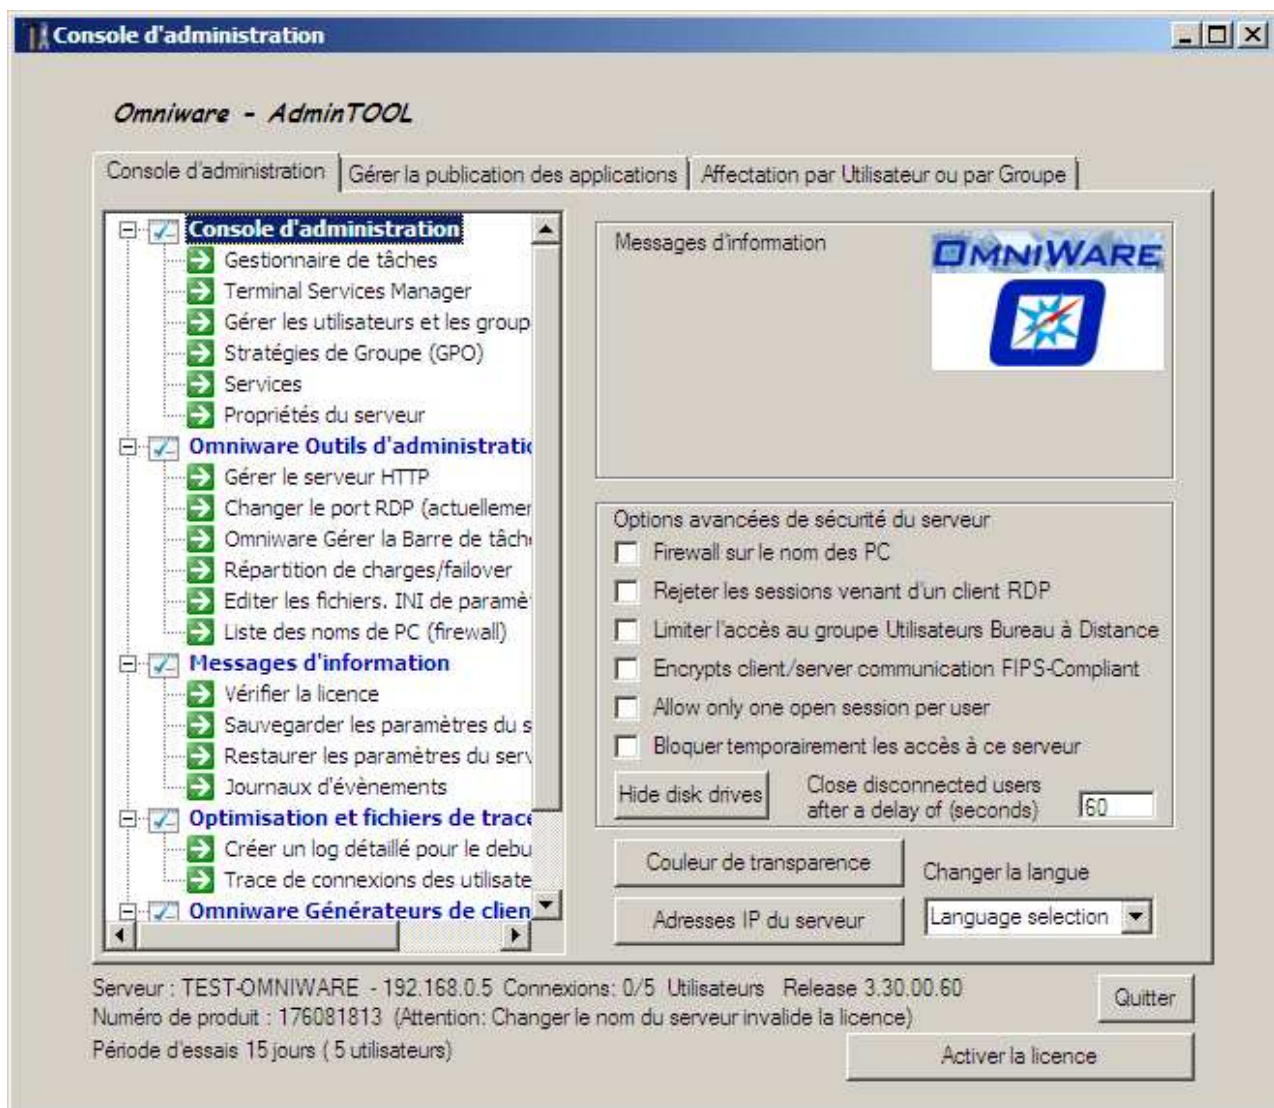 Console d'administration
Omniware - AdminTOOL
Console d'administration
Gérer la publication des applications
Affectation par Utilisateur ou par Groupe
Console d'administration
Gestionnaire de tâches
Terminal Services Manager
Gérer les utilisateurs et les group
Stratégies de Groupe (GPO)
Services
Propriétés du serveur
Omniware Outils d'administratio
Gérer le serveur HTTP
Changer le port RDP (actuellemen
Omniware Gérer la Barre de tâche
Répartition de charges/failover
Editer les fichiers. INI de paramè
Liste des noms de PC (firewall)
Messages d'information
Vérifier la licence
Sauvegarder les paramètres du s
Restaurer les paramètres du serv
Journaux d'évènements
Optimisation et fichiers de trace
Créer un log détaillé pour le debu
Trace de connexions des utilisate
Omniware Générateurs de clien
Messages d'information
OMNIWARE
Options avancées de sécurité du serveur
Firewall sur le nom des PC
Rejeter les sessions venant d'un client RDP
Limiter l'accès au groupe Utilisateurs Bureau à Distance
Encrypts client/server communication FIPS-Compliant
Allow only one open session per user
Bloquer temporairement les accès à ce serveur
Hide disk drives
Close disconnected users
after a delay of (seconds)
60
Couleur de transparence
Changer la langue
Adresses IP du serveur
Language selection
Serveur : TEST-OMNIWARE - 192.168.0.5 Connexions: 0/5 Utilisateurs Release 3.30.00.60
Numéro de produit : 176081813 (Attention: Changer le nom du serveur invalide la licence)
Période d'essais 15 jours ( 5 utilisateurs)
Quitter
Activer la licence